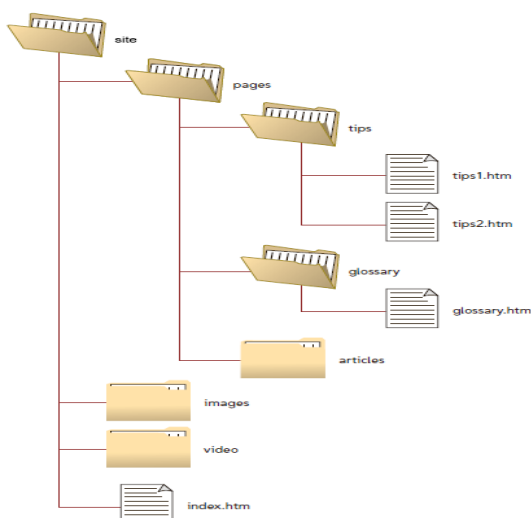 site
pages
tips
tips1.htm
tips2.htm
glossary
glossary.htm
articles
images
video
index.htm